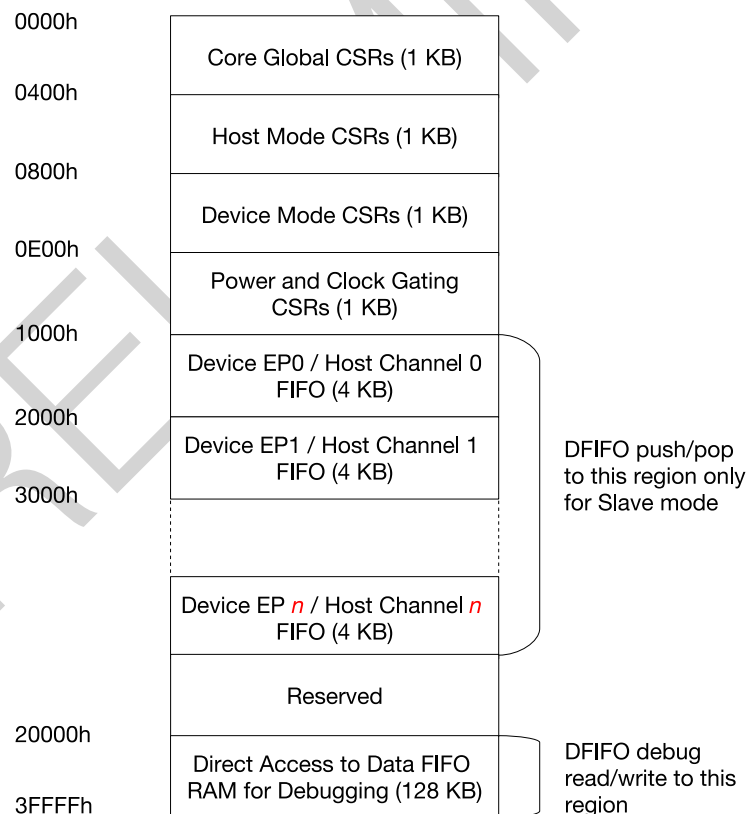 0000h
Core Global CSRs (1 KB)
0400h
Host Mode CSRs (1 KB)
0800h
Device Mode CSRs (1 KB)
0E00h
Power and Clock Gating
CSRs (1 KB)
1000h
Device EP0 / Host Channel 0
FIFO (4 KB)
2000h
Device EP1 / Host Channel 1
FIFO (4 KB)
3000h
DFIFO push/pop
to this region only
for Slave mode
Device EP n / Host Channel n
FIFO (4 KB)
Reserved
20000h
Direct Access to Data FIFO
RAM for Debugging (128 KB)
3FFFFh
DFIFO debug
read/write to this
region